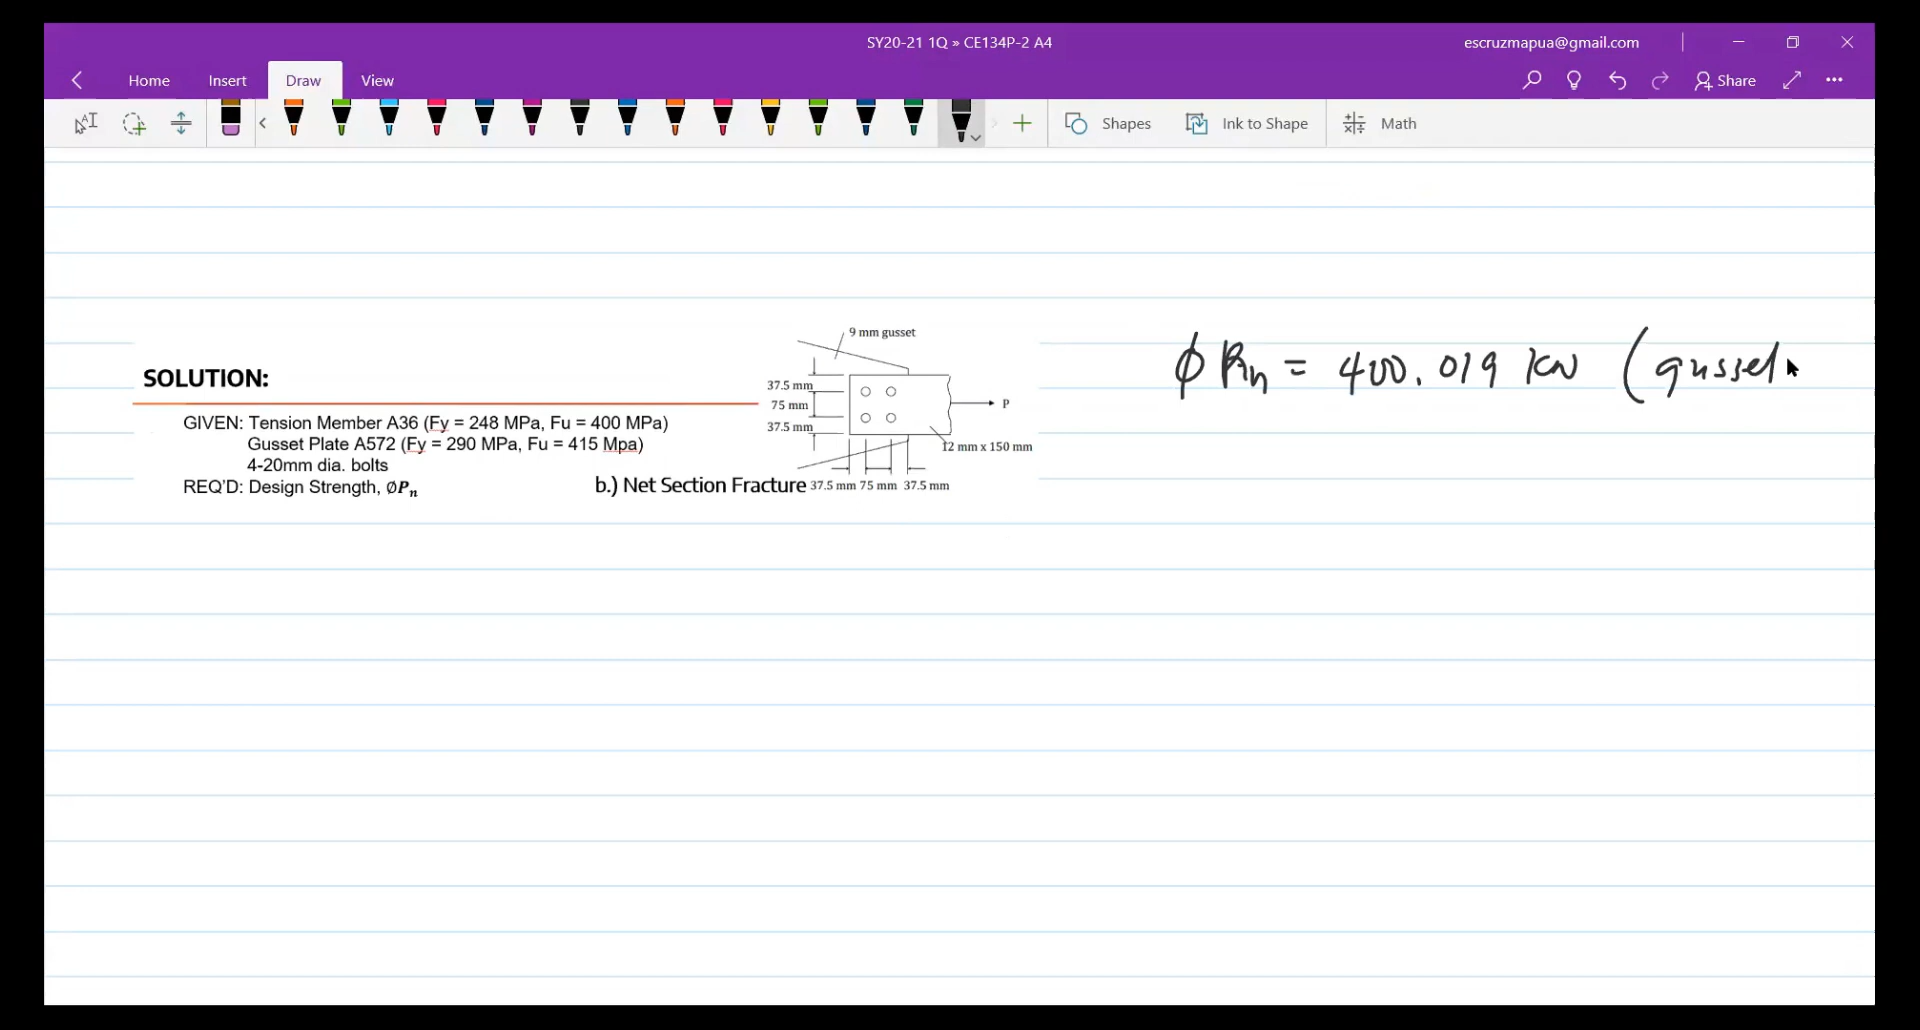 SY20-21 1Q » CE134P-2 A4
escruzmapua@gmail.com
Home Insert Draw View
Share
Shapes Ink to Shape Math
9 mm gusset
SOLUTION:
37.5 mm
75 mm
37.5 mm
P
12 mm x 150 mm
37.5 mm 75 mm 37.5 mm
GIVEN: Tension Member A36 (Fy = 248 MPa, Fu = 400 MPa)
Gusset Plate A572 (Fy = 290 MPa, Fu = 415 Mpa)
4-20mm dia. bolts
REQ'D: Design Strength, ∅Pₙ
b.) Net Section Fracture
ϕ Rn = 400.019 kN (gusset